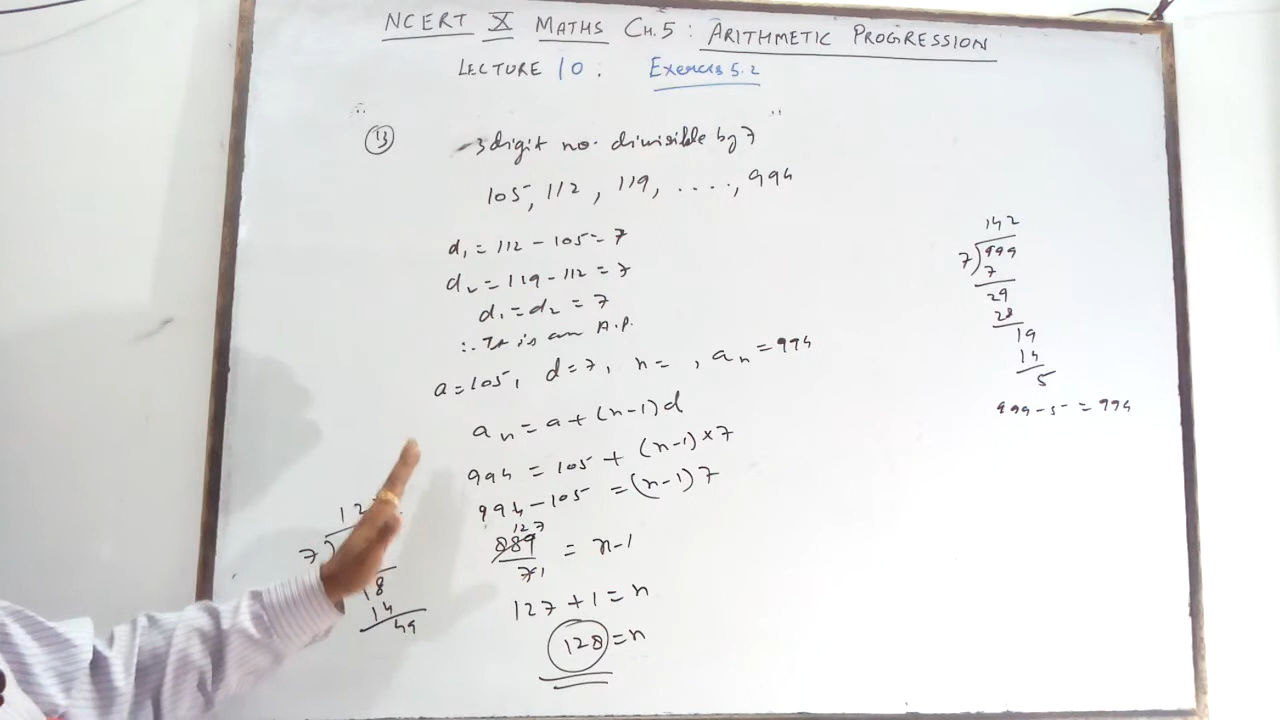 NCERT X MATHS CH.5 : ARITHMETIC PROGRESSION
LECTURE 10 : Exercis 5.2
(13) 3 digit no. divisible by 7
105, 112, 119, ...., 994
d₁ = 112 - 105 = 7
d₂ = 119 - 112 = 7
d₁ = d₂ = 7
∴ It is an A.P.
a = 105, d = 7, n = , aₙ = 994
aₙ = a + (n-1)d
994 = 105 + (n-1) × 7
994 - 105 = (n-1) 7
127
889
71
= n-1
127 + 1 = n
128 = n
142
7)999
7
29
28
19
14
5
999 - 5 = 994
12
7)
18
14
49